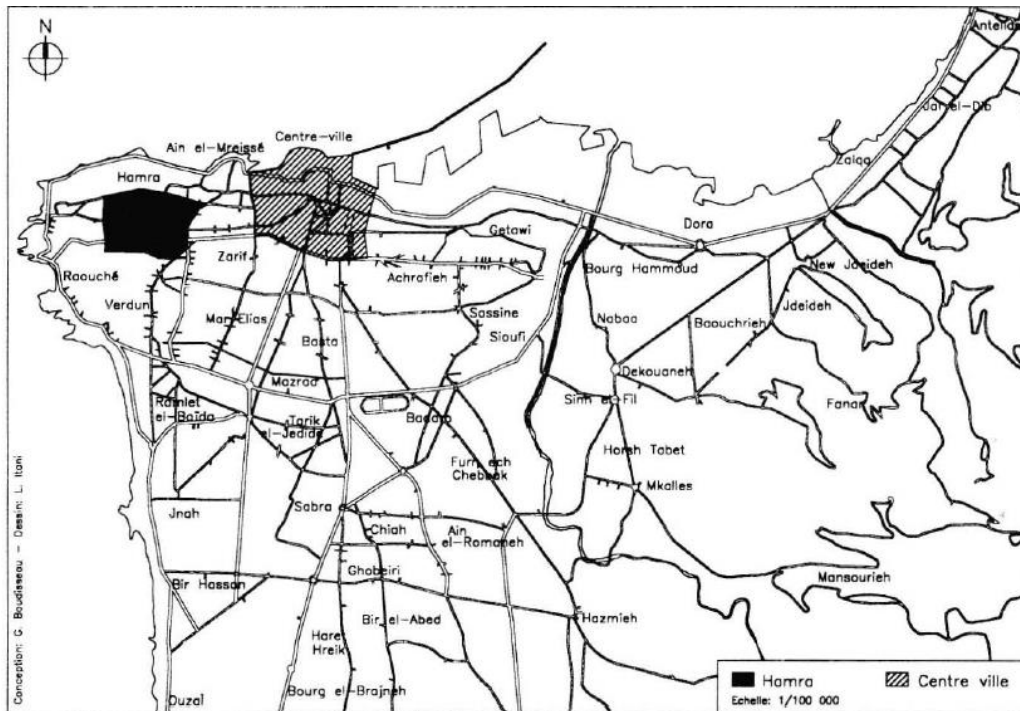 N
Antelias
Jal el-Dib
Centre-ville
Ain el-Mreissé
Zalqa
Hamra
Dora
Getawi
Zarif
Achrafieh
Bourg Hammoud
New Jdeideh
Raouché
Jdeideh
Verdun
Sassine
Mar Elias
Nabaa
Baouchrieh
Basta
Sioufi
Dekouaneh
Mazraa
Ramlet
el-Baïda
Sinn el-Fil
Fanar
Tarik
el-Jedide
Badaro
Horsh Tabet
Furn ech
Chebbak
Mkalles
Sabra
Jnah
Chiah
Ain
el-Romaneh
Ghobeiri
Bir Hassan
Mansourieh
Bir el-Abed
Hazmieh
Haret
Hreik
Bourg el-Brajneh
Ouzaï
Hamra
Centre ville
Echelle: 1/100 000
Conception: G. Boudisseau - Dessin: L. Itani